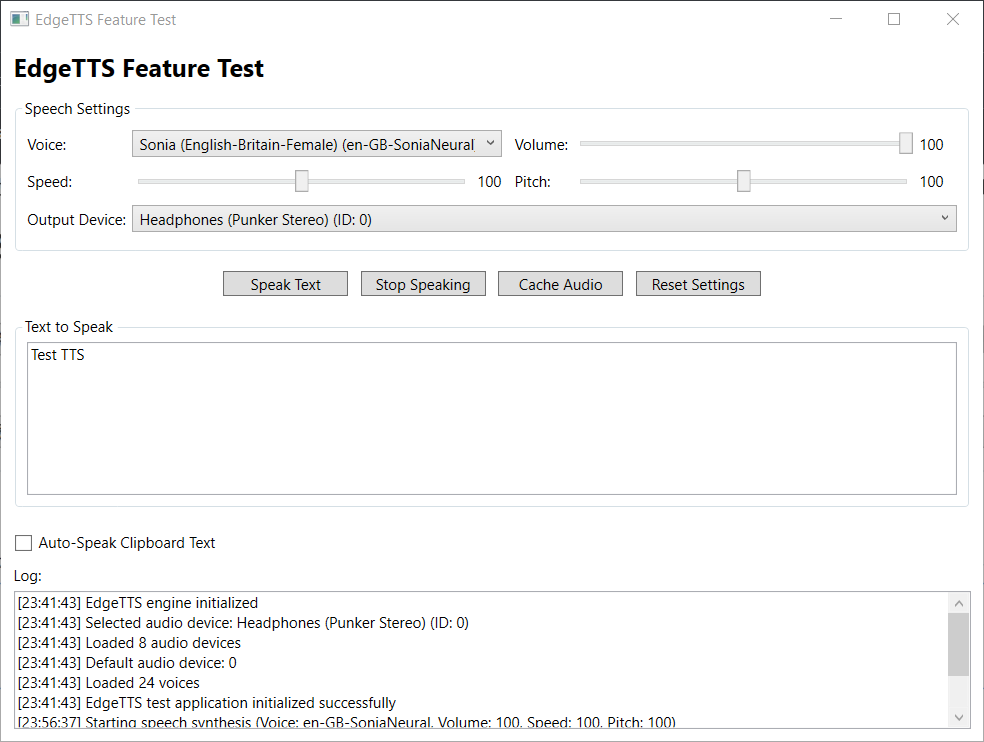 EdgeTTS Feature Test
EdgeTTS Feature Test
Speech Settings
Voice: Sonia (English-Britain-Female) (en-GB-SoniaNeural Volume: 100
Speed: 100 Pitch: 100
Output Device: Headphones (Punker Stereo) (ID: 0)
Speak Text Stop Speaking Cache Audio Reset Settings
Text to Speak
Test TTS
Auto-Speak Clipboard Text
Log:
[23:41:43] EdgeTTS engine initialized
[23:41:43] Selected audio device: Headphones (Punker Stereo) (ID: 0)
[23:41:43] Loaded 8 audio devices
[23:41:43] Default audio device: 0
[23:41:43] Loaded 24 voices
[23:41:43] EdgeTTS test application initialized successfully
[23:56:37] Starting speech synthesis (Voice: en-GB-SoniaNeural, Volume: 100, Speed: 100, Pitch: 100)